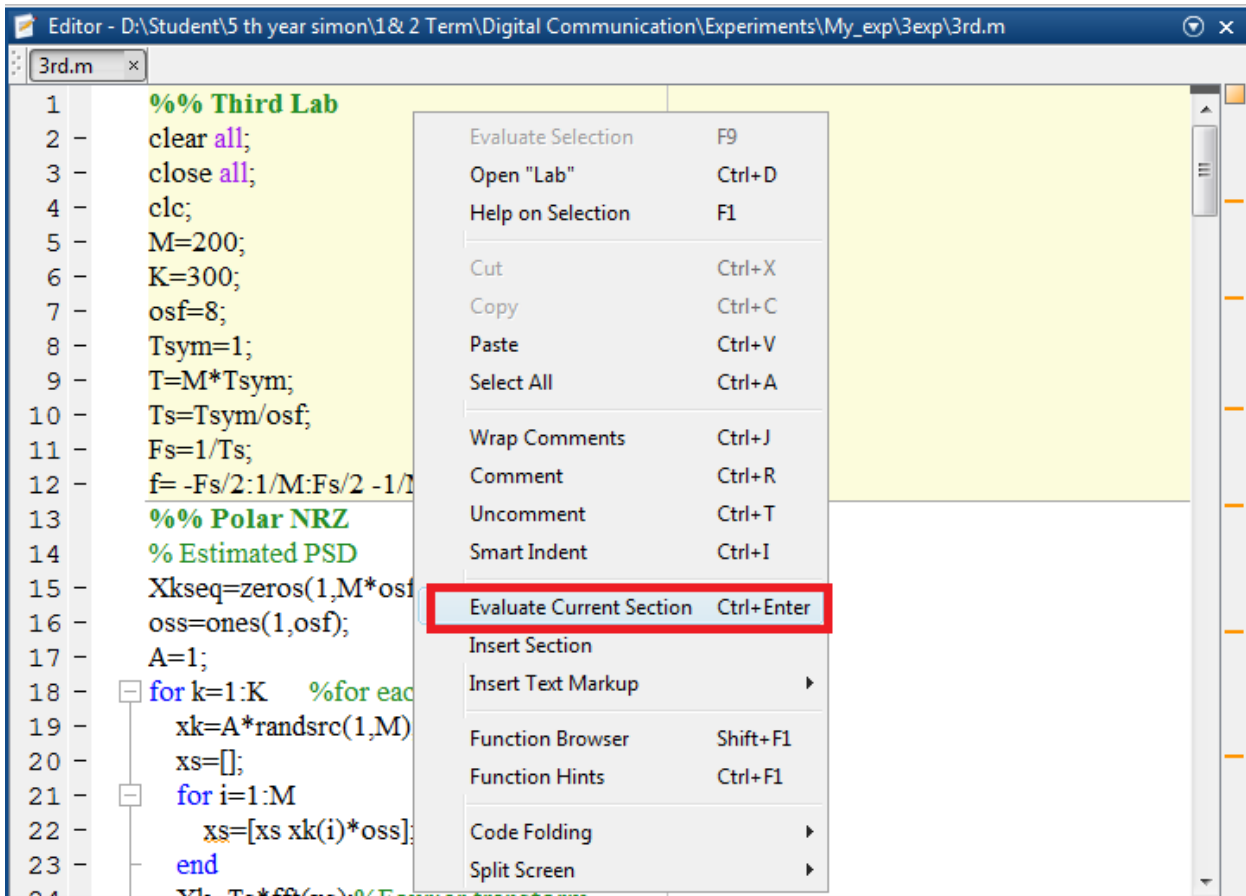 Editor - D:\Student\5 th year simon\1& 2 Term\Digital Communication\Experiments\My_exp\3exp\3rd.m
3rd.m ×
1 %% Third Lab
2 - clear all;
3 - close all;
4 - clc;
5 - M=200;
6 - K=300;
7 - osf=8;
8 - Tsym=1;
9 - T=M*Tsym;
10 - Ts=Tsym/osf;
11 - Fs=1/Ts;
12 - f= -Fs/2:1/M:Fs/2 -1/
13 %% Polar NRZ
14 % Estimated PSD
15 - Xkseq=zeros(1,M*osf
16 - oss=ones(1,osf);
17 - A=1;
18 - for k=1:K %for eac
19 - xk=A*randsrc(1,M)
20 - xs=[];
21 - for i=1:M
22 - xs=[xs xk(i)*oss];
23 - end
Evaluate Selection F9
Open "Lab" Ctrl+D
Help on Selection F1
Cut Ctrl+X
Copy Ctrl+C
Paste Ctrl+V
Select All Ctrl+A
Wrap Comments Ctrl+J
Comment Ctrl+R
Uncomment Ctrl+T
Smart Indent Ctrl+I
Evaluate Current Section Ctrl+Enter
Insert Section
Insert Text Markup
Function Browser Shift+F1
Function Hints Ctrl+F1
Code Folding
Split Screen